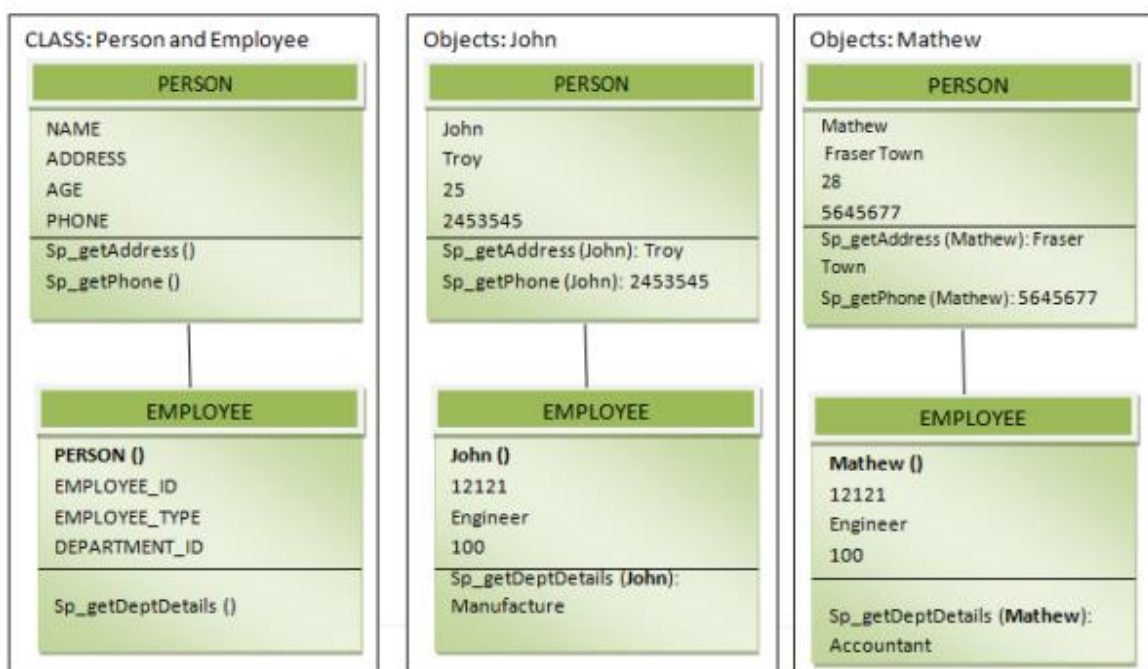 CLASS: Person and Employee
PERSON
NAME
ADDRESS
AGE
PHONE
Sp_getAddress ()
Sp_getPhone ()
EMPLOYEE
PERSON ()
EMPLOYEE_ID
EMPLOYEE_TYPE
DEPARTMENT_ID
Sp_getDeptDetails ()
Objects: John
PERSON
John
Troy
25
2453545
Sp_getAddress (John): Troy
Sp_getPhone (John): 2453545
EMPLOYEE
John ()
12121
Engineer
100
Sp_getDeptDetails (John):
Manufacture
Objects: Mathew
PERSON
Mathew
Fraser Town
28
5645677
Sp_getAddress (Mathew): Fraser
Town
Sp_getPhone (Mathew): 5645677
EMPLOYEE
Mathew ()
12121
Engineer
100
Sp_getDeptDetails (Mathew):
Accountant